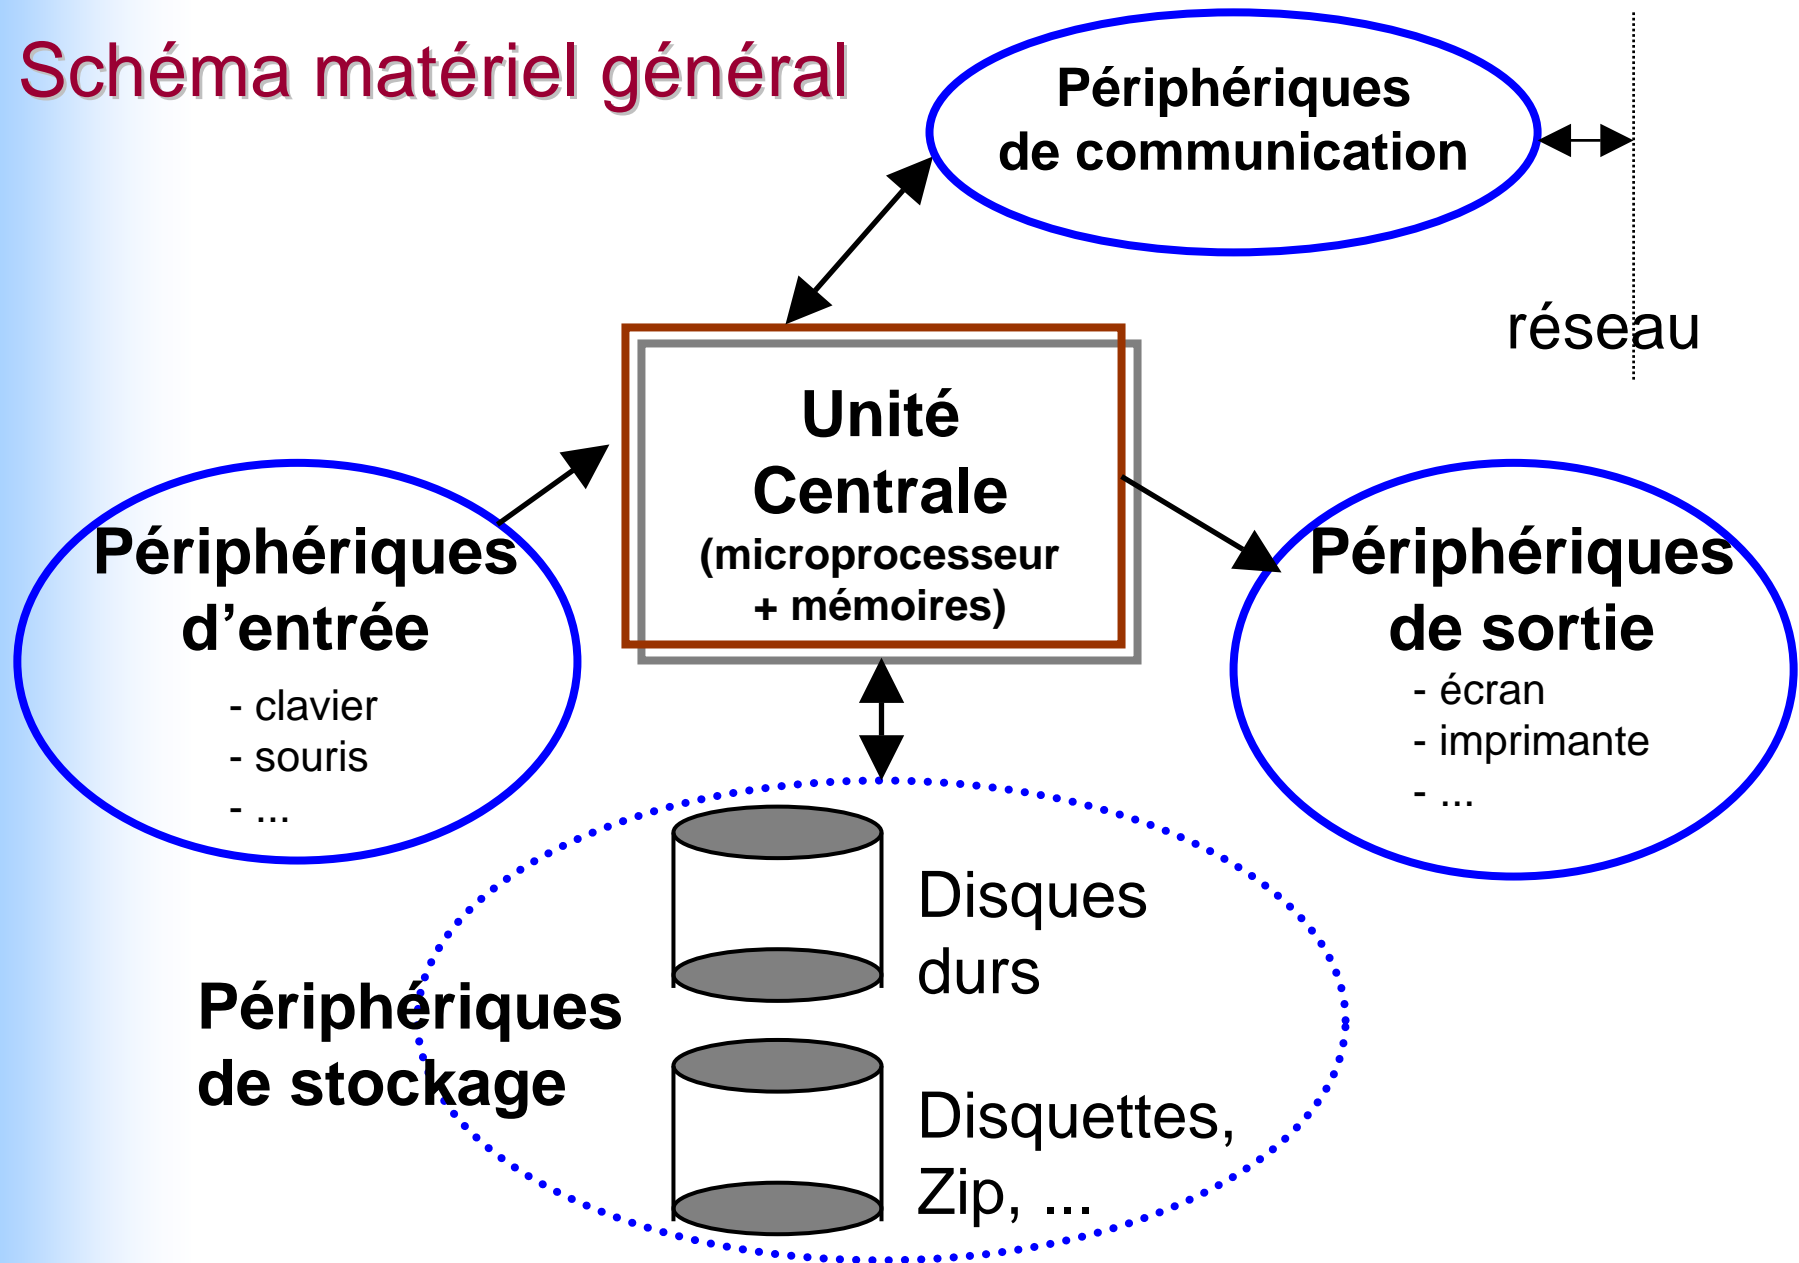 Schéma matériel général
Périphériques
de communication
réseau
Unité
Centrale
(microprocesseur
+ mémoires)
Périphériques
d’entrée
- clavier
- souris
- ...
Périphériques
de sortie
- écran
- imprimante
- ...
Périphériques
de stockage
Disques
durs
Disquettes,
Zip, ...